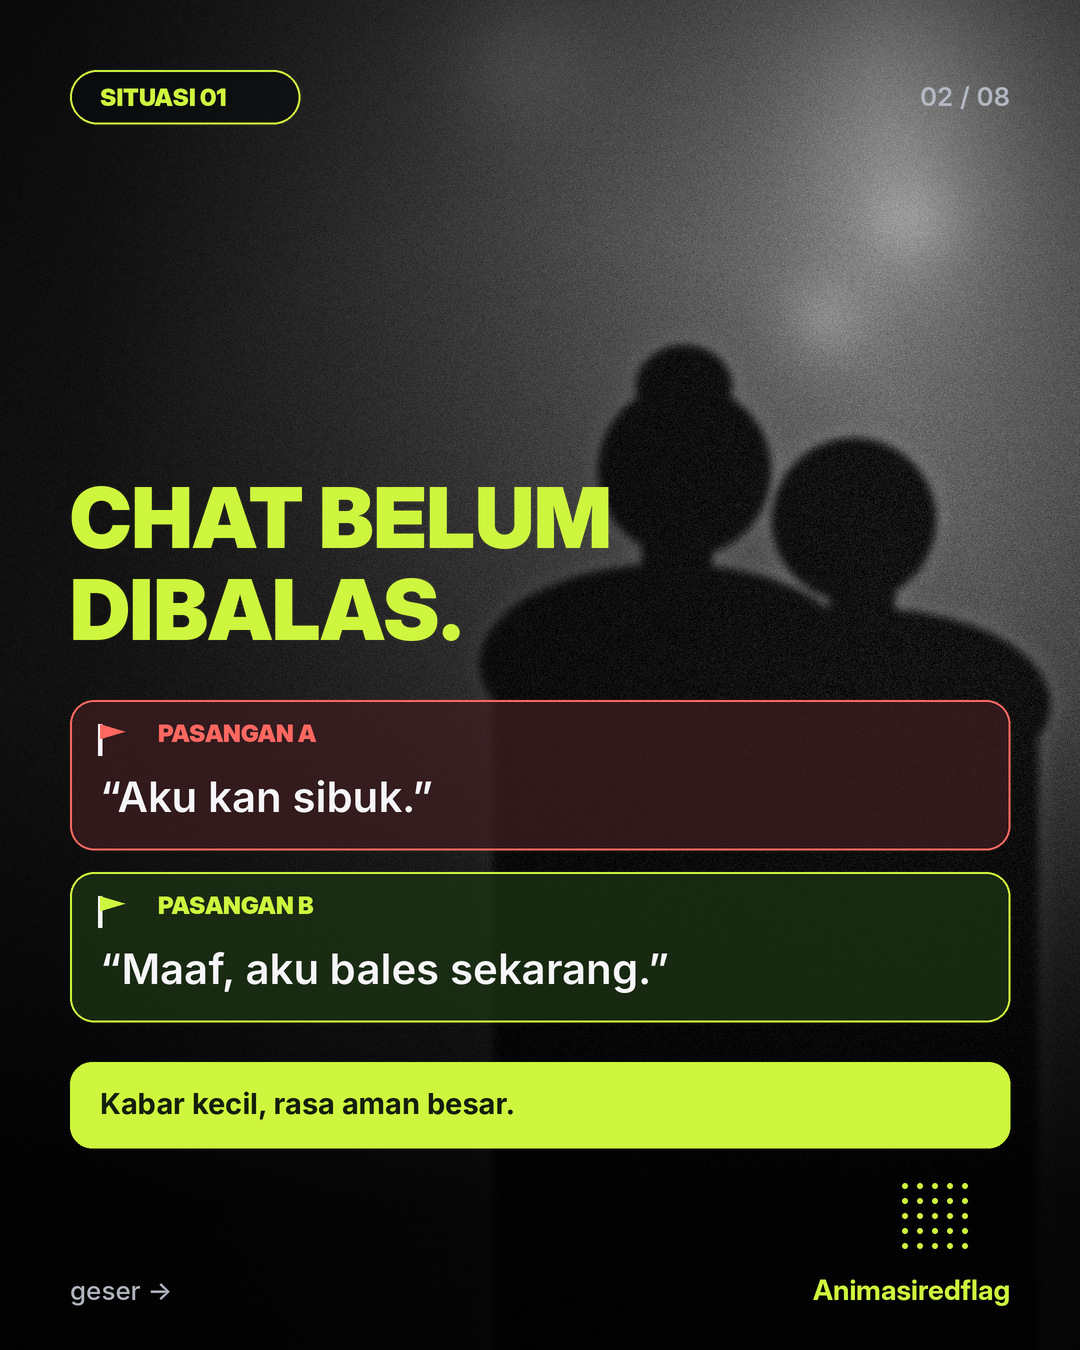 SITUASI 01
02 / 08
CHAT BELUM
DIBALAS.
PASANGAN A
“Aku kan sibuk.”
PASANGAN B
“Maaf, aku bales sekarang.”
Kabar kecil, rasa aman besar.
geser →
Animasiredflag